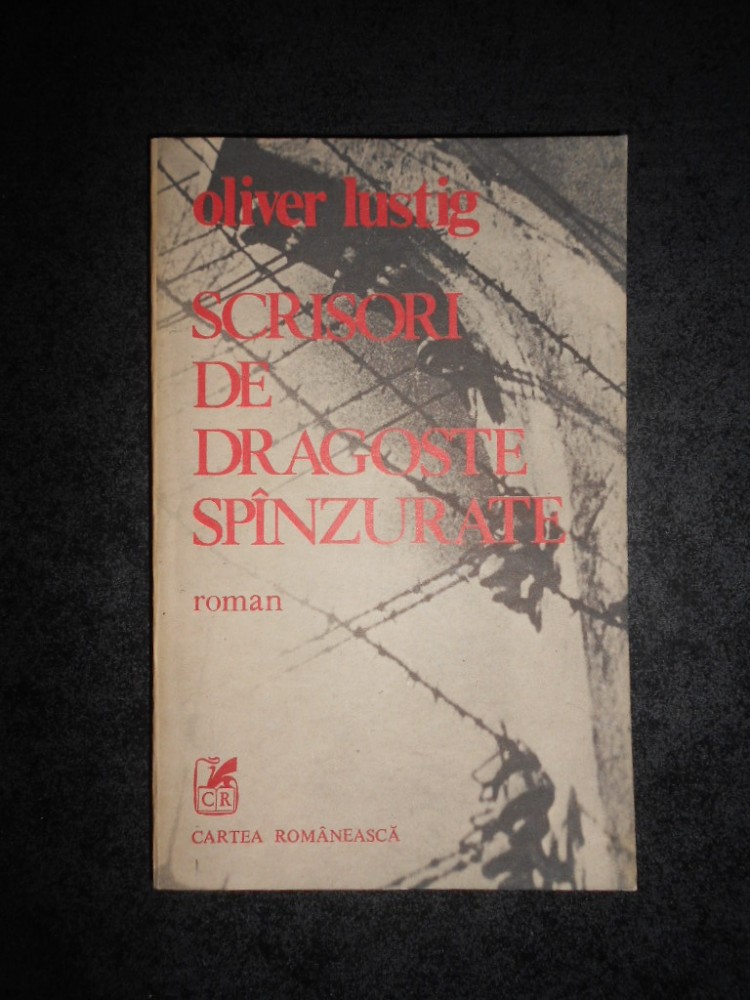 oliver lustig
SCRISORI
DE
DRAGOSTE
SPÎNZURATE
roman
CR
CARTEA ROMÂNEASCĂ